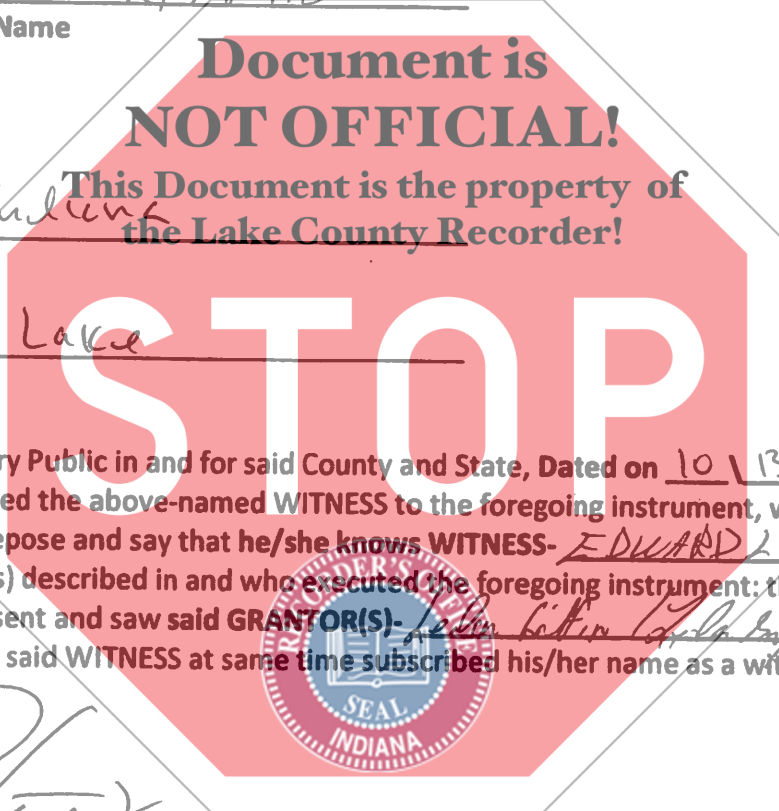 Name
Document is
NOT OFFICIAL!
This Document is the property of
the Lake County Recorder!
Lake
STOP
ry Public in and for said County and State, Dated on 10 \ 13
ed the above-named WITNESS to the foregoing instrument, w
epose and say that he/she knows WITNESS- EDWARD
s) described in and who executed the foregoing instrument: th
sent and saw said GRANTOR(S)-
said WITNESS at same time subscribed his/her name as a wit
RECORDER'S OFFICE
SEAL
INDIANA